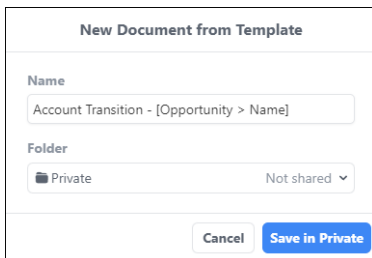 New Document from Template
Name
Account Transition - [Opportunity > Name]
Folder
Private Not shared
Cancel Save in Private